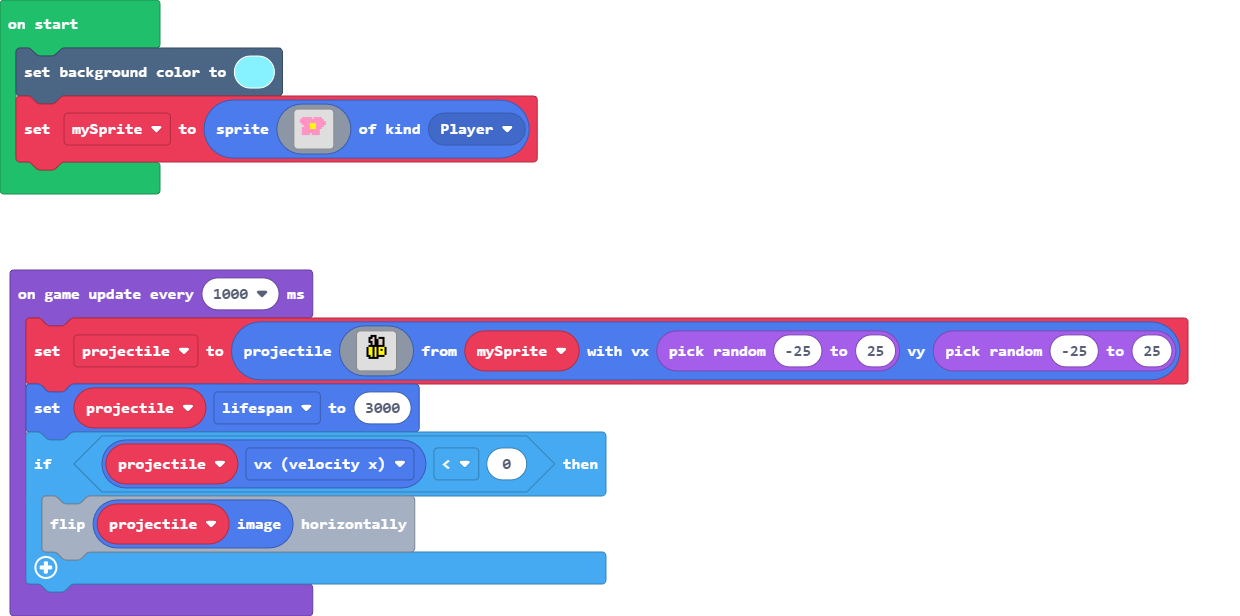 on start
set background color to
set mySprite to sprite of kind Player
on game update every 1000 ms
set projectile to projectile from mySprite with vx pick random -25 to 25 vy pick random -25 to 25
set projectile lifespan to 3000
if projectile vx (velocity x) < 0 then
flip projectile image horizontally